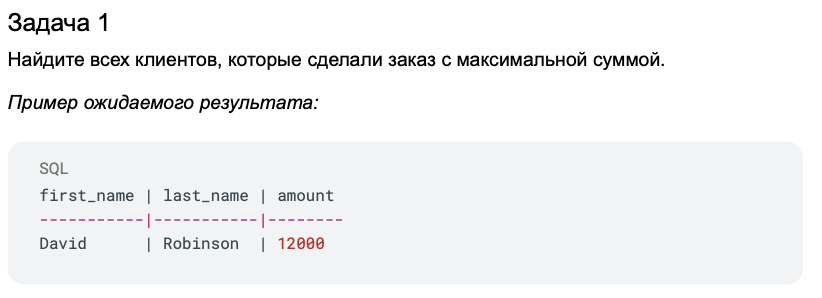 Задача 1
Найдите всех клиентов, которые сделали заказ с максимальной суммой.
Пример ожидаемого результата:
SQL
first_name | last_name | amount
-----------|-----------|--------
David      | Robinson  | 12000